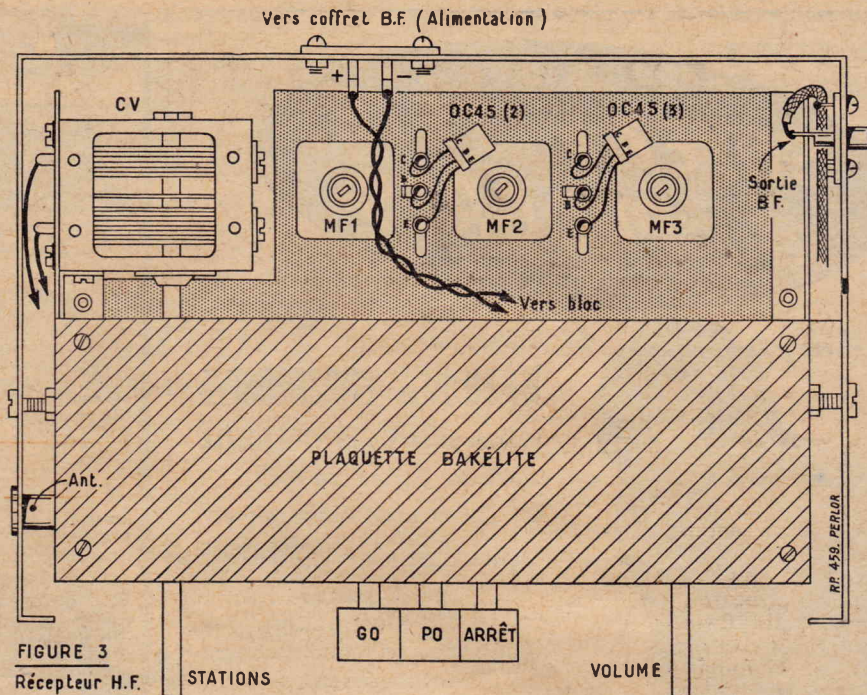 Vers coffret B.F. (Alimentation)
+ -
CV
OC45 (2)
OC45 (3)
C B E
C B E
C
B
E
C
B
E
Sortie
B.F.
MF1
MF2
MF3
Vers bloc
PLAQUETTE BAKÉLITE
Ant.
RP. 459. PERLOR
GO PO ARRÊT
FIGURE 3
Récepteur H.F.
STATIONS
VOLUME